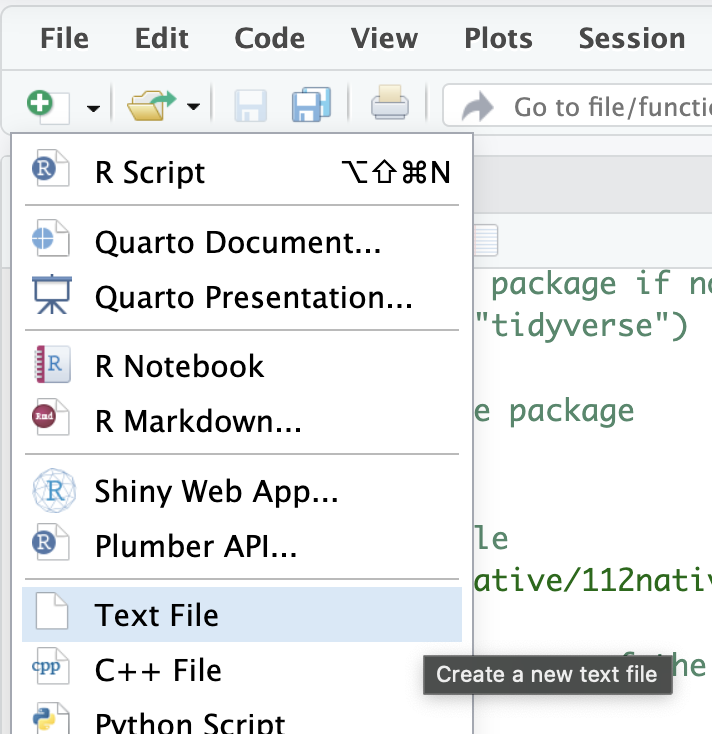 File Edit Code View Plots Session
Go to file/functi
R Script ⌥⇧⌘N
Quarto Document...
package if n
Quarto Presentation...
"tidyverse")
R Notebook
R
R Markdown...
Rmd
e package
Shiny Web App...
R
Plumber API...
R
le
ative/112nativ
Text File
C++ File
cpp
Create a new text file
the
Python Script